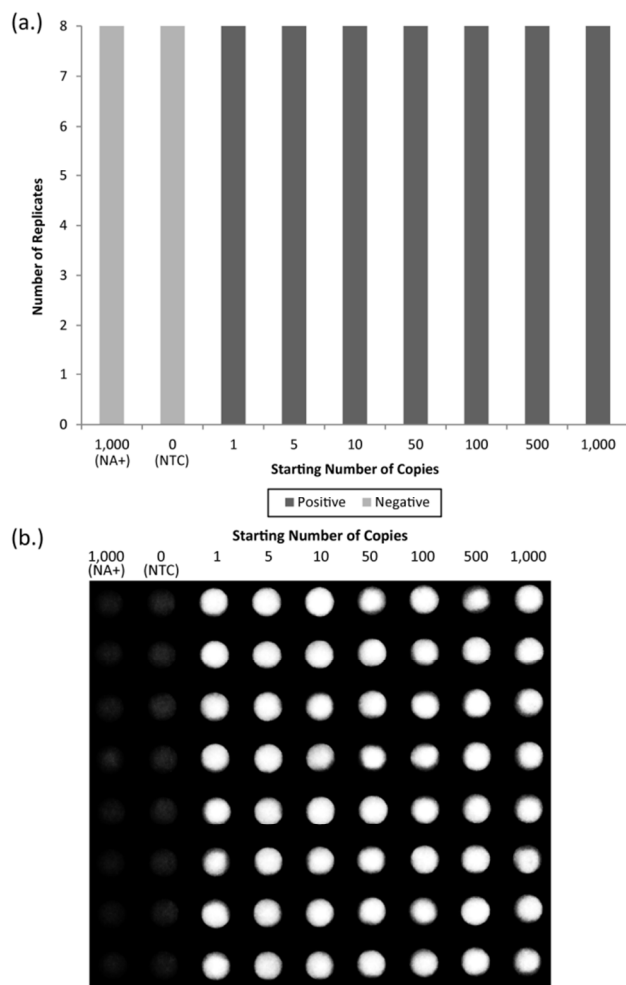 (a.)
8
7
6
5
4
3
2
1
0
Number of Replicates
1,000 0 1 5 10 50 100 500 1,000
(NA+) (NTC)
Starting Number of Copies
Positive Negative
(b.)
Starting Number of Copies
1,000 0 1 5 10 50 100 500 1,000
(NA+) (NTC)